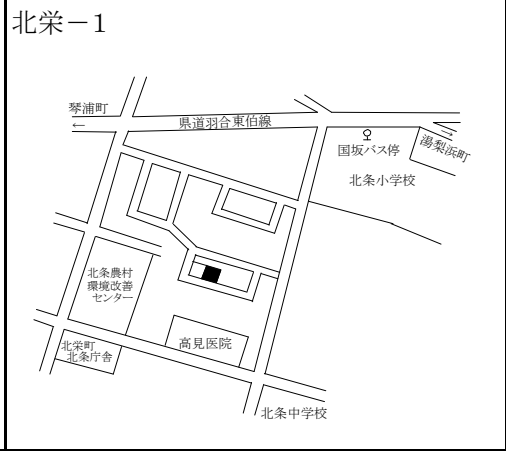 北栄－1
琴浦町
←
県道羽合東伯線
国坂バス停
→
湯梨浜町
北条小学校
北条農村
環境改善
センター
高見医院
北栄町
北条庁舎
北条中学校